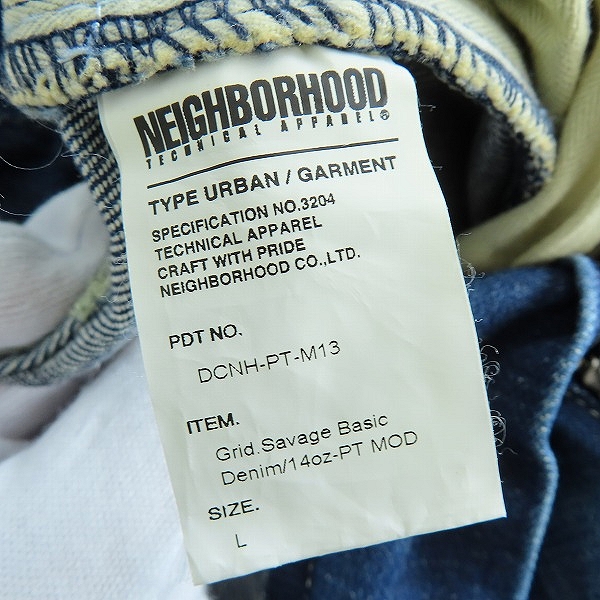 NEIGHBORHOOD
TECHNICAL APPAREL®
TYPE URBAN / GARMENT
SPECIFICATION NO.3204
TECHNICAL APPAREL
CRAFT WITH PRIDE
NEIGHBORHOOD CO.,LTD.
PDT NO.
DCNH-PT-M13
ITEM.
Grid.Savage Basic
Denim/14oz-PT MOD
SIZE.
L